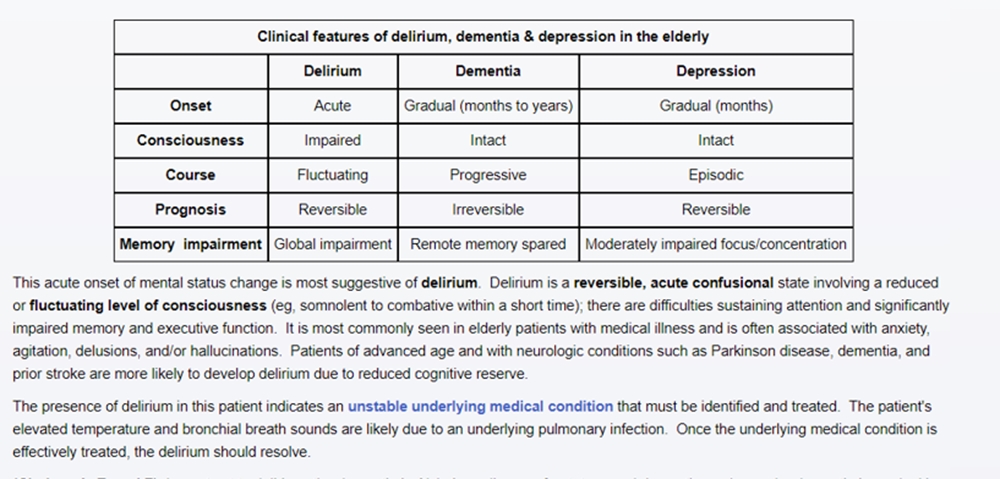 Clinical features of delirium, dementia & depression in the elderly
Delirium Dementia Depression
Onset Acute Gradual (months to years) Gradual (months)
Consciousness Impaired Intact Intact
Course Fluctuating Progressive Episodic
Prognosis Reversible Irreversible Reversible
Memory impairment Global impairment Remote memory spared Moderately impaired focus/concentration
This acute onset of mental status change is most suggestive of delirium. Delirium is a reversible, acute confusional state involving a reduced
or fluctuating level of consciousness (eg, somnolent to combative within a short time); there are difficulties sustaining attention and significantly
impaired memory and executive function. It is most commonly seen in elderly patients with medical illness and is often associated with anxiety,
agitation, delusions, and/or hallucinations. Patients of advanced age and with neurologic conditions such as Parkinson disease, dementia, and
prior stroke are more likely to develop delirium due to reduced cognitive reserve.
The presence of delirium in this patient indicates an unstable underlying medical condition that must be identified and treated. The patient's
elevated temperature and bronchial breath sounds are likely due to an underlying pulmonary infection. Once the underlying medical condition is
effectively treated, the delirium should resolve.